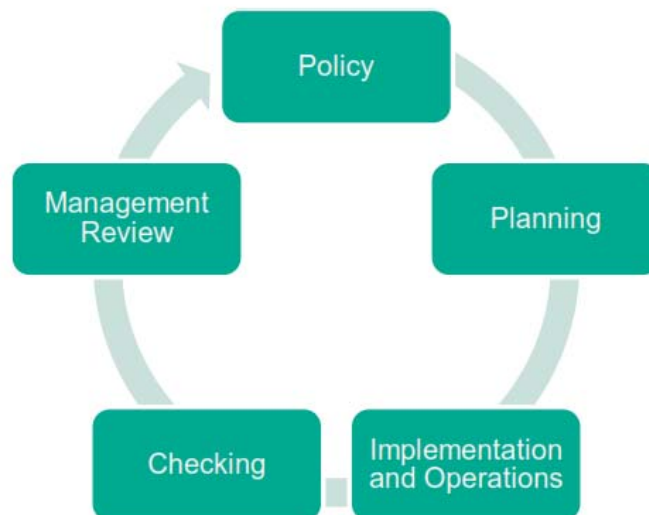 Policy
Planning
Implementation
and Operations
Checking
Management
Review